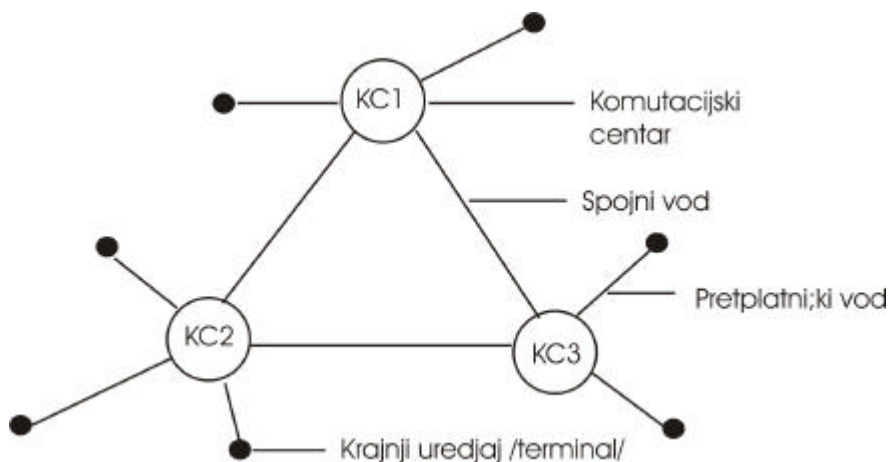 KC1
Komutacijski
centar
Spojni vod
Pretplatni;ki vod
KC2
KC3
Krajnji uredjaj /terminal/